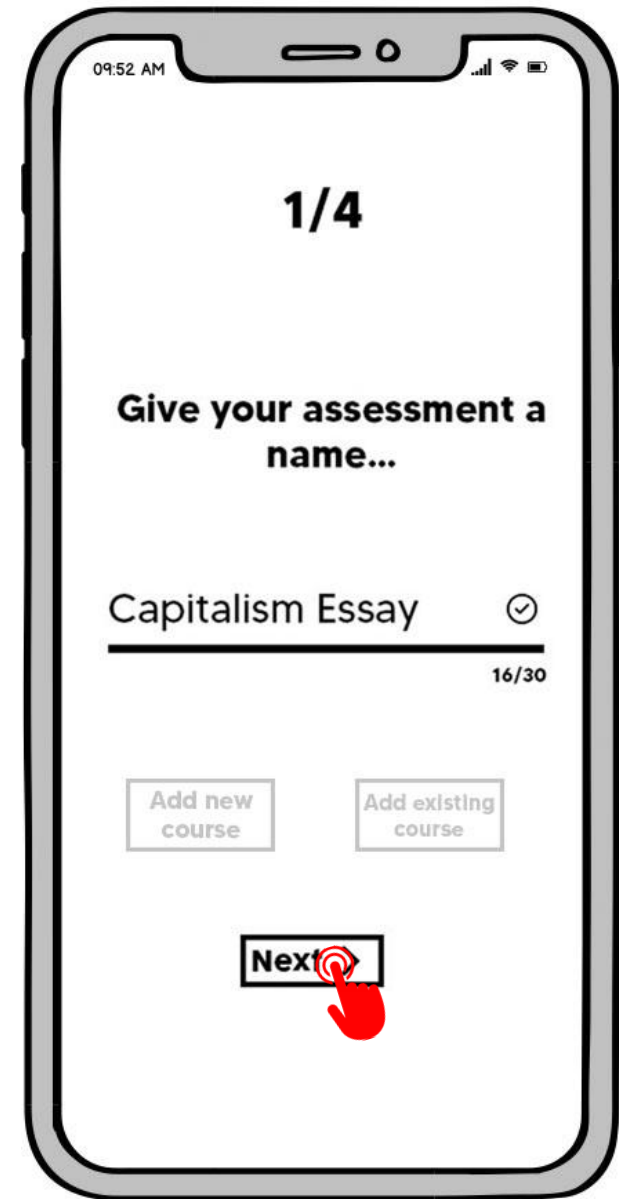 09:52 AM
1/4
Give your assessment a
name...
Capitalism Essay
16/30
Add new
course
Add existing
course
Next